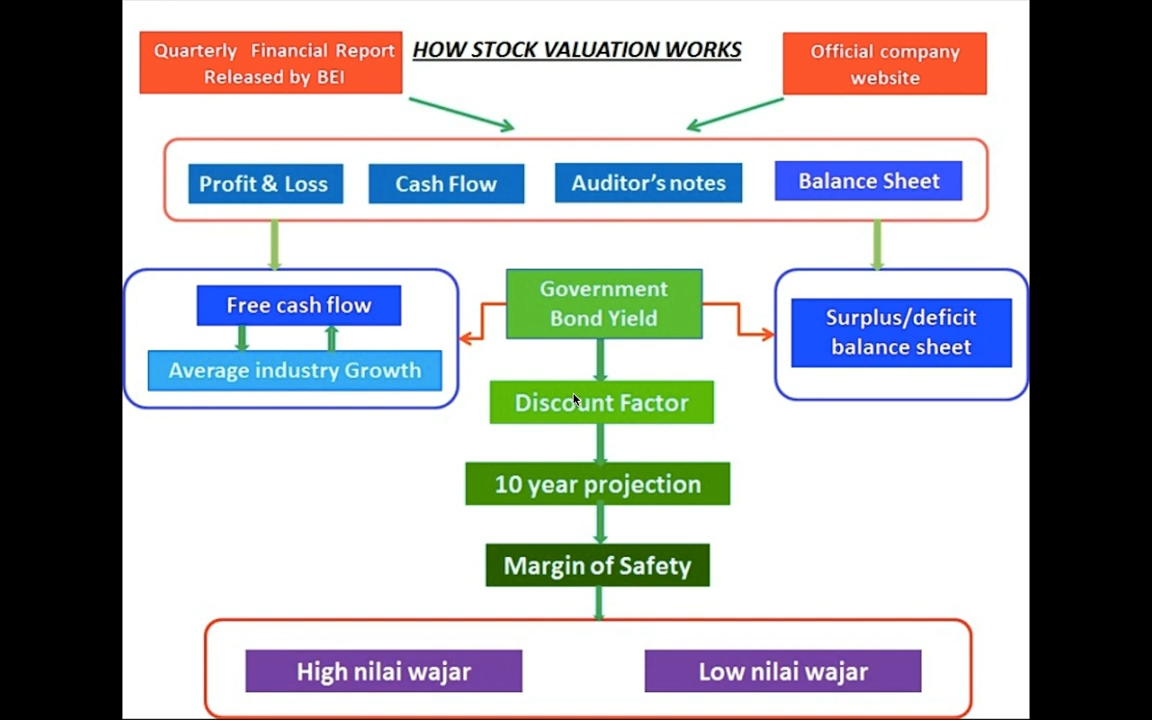 HOW STOCK VALUATION WORKS
Quarterly Financial Report
Released by BEI
Official company
website
Profit & Loss
Cash Flow
Auditor's notes
Balance Sheet
Free cash flow
Average industry Growth
Government
Bond Yield
Surplus/deficit
balance sheet
Discount Factor
10 year projection
Margin of Safety
High nilai wajar
Low nilai wajar